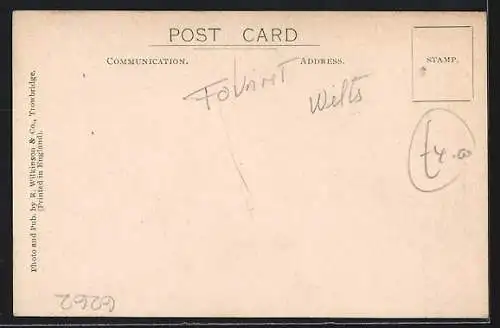 POST CARD
COMMUNICATION. ADDRESS. STAMP.
FOVANT Wilts
£4.00
Photo and Pub. by R. Wilkinson & Co., Trowbridge.
(Printed in England).
6262